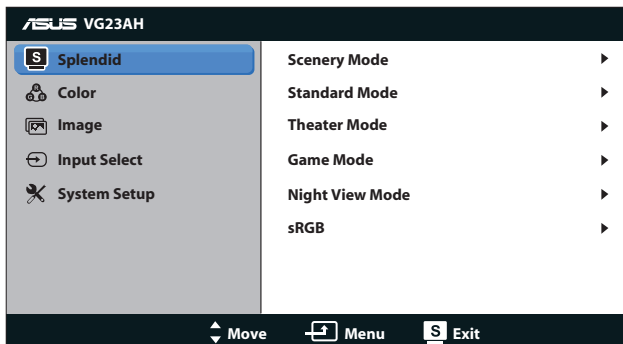 ASUS VG23AH
S Splendid
Color
Image
Input Select
System Setup
Scenery Mode
Standard Mode
Theater Mode
Game Mode
Night View Mode
sRGB
Move Menu S Exit